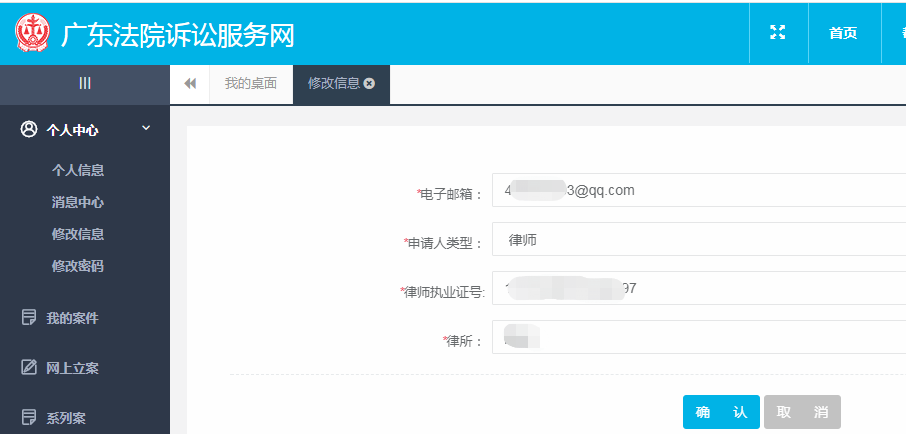 广东法院诉讼服务网
首页
我的桌面
修改信息
个人中心
个人信息
消息中心
修改信息
修改密码
我的案件
网上立案
系列案
*电子邮箱： 4 3@qq.com
*申请人类型： 律师
*律师执业证号: 97
*律所：
确 认
取 消